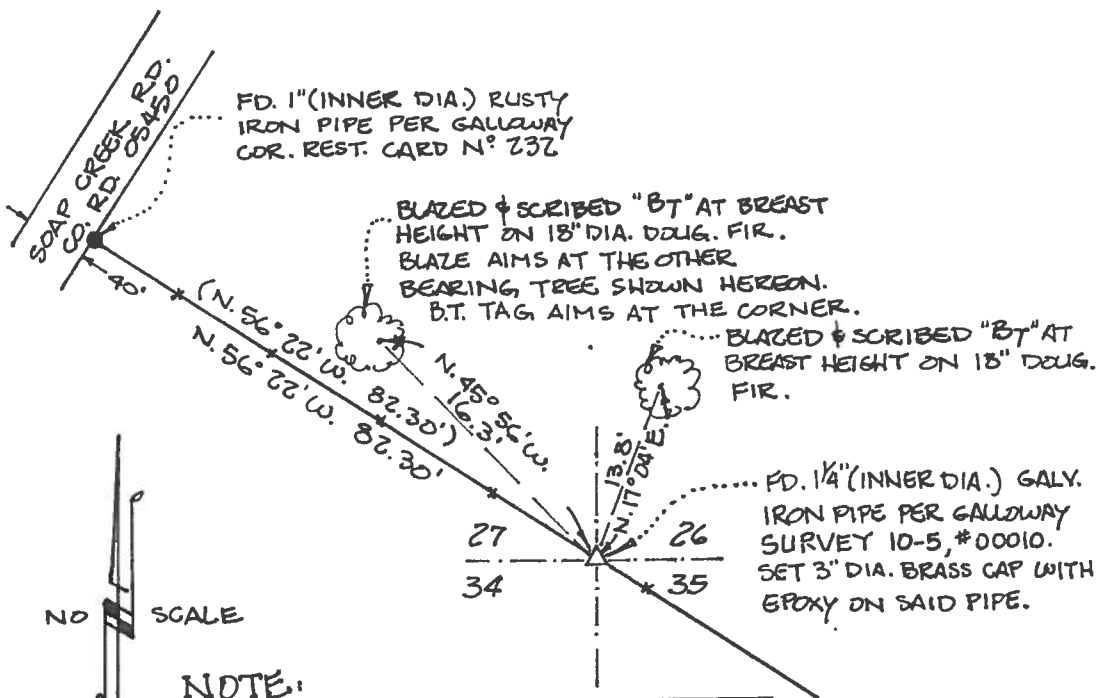 SOAP CREEK RD.
CO. RD. 05450
FD. 1" (INNER DIA.) RUSTY
IRON PIPE PER GALLOWAY
COR. REST. CARD Nº 232
40'
BLAZED & SCRIBED "BT" AT BREAST
HEIGHT ON 18" DIA. DOUG. FIR.
BLAZE AIMS AT THE OTHER
BEARING TREE SHOWN HEREON.
B.T. TAG AIMS AT THE CORNER.
BLAZED & SCRIBED "BT" AT
BREAST HEIGHT ON 18" DOUG.
FIR.
(N. 56° 22' W. 82.30')
N. 56° 22' W. 82.30'
N. 45° 56' W.
16.3'
13.8'
N. 17° 04' E.
FD. 1¼" (INNER DIA.) GALV.
IRON PIPE PER GALLOWAY
SURVEY 10-5, #00010.
SET 3" DIA. BRASS CAP WITH
EPOXY ON SAID PIPE.
27 26
34 35
NO SCALE
NOTE: